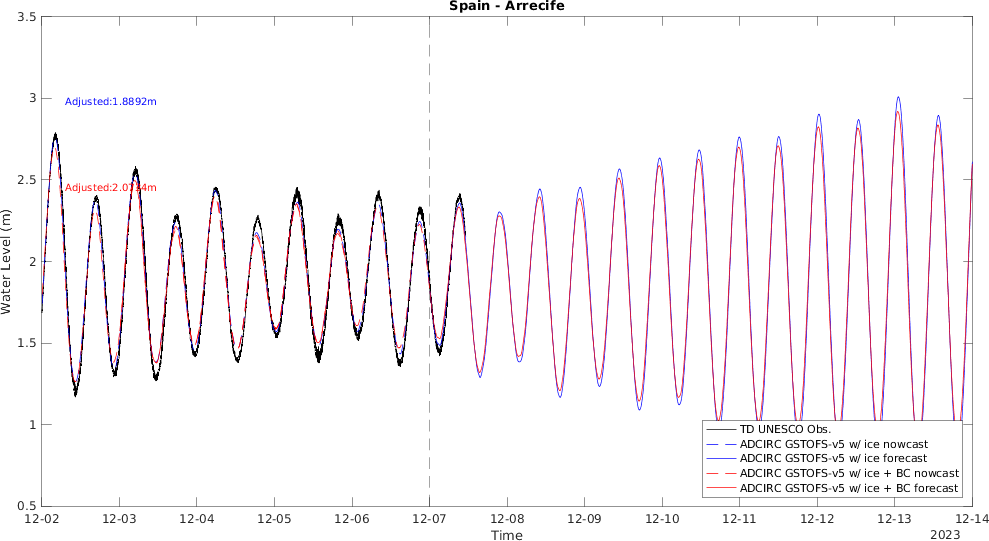 Spain - Arrecife
3.5
3
2.5
2
1.5
1
0.5
Water Level (m)
Adjusted:1.8892m
12-02
12-03
12-04
12-05
12-06
12-07
12-08
12-09
12-10
12-11
12-12
12-13
12-14
Time
2023
TD UNESCO Obs.
ADCIRC GSTOFS-v5 w/ ice nowcast
ADCIRC GSTOFS-v5 w/ ice forecast
ADCIRC GSTOFS-v5 w/ ice + BC nowcast
ADCIRC GSTOFS-v5 w/ ice + BC forecast